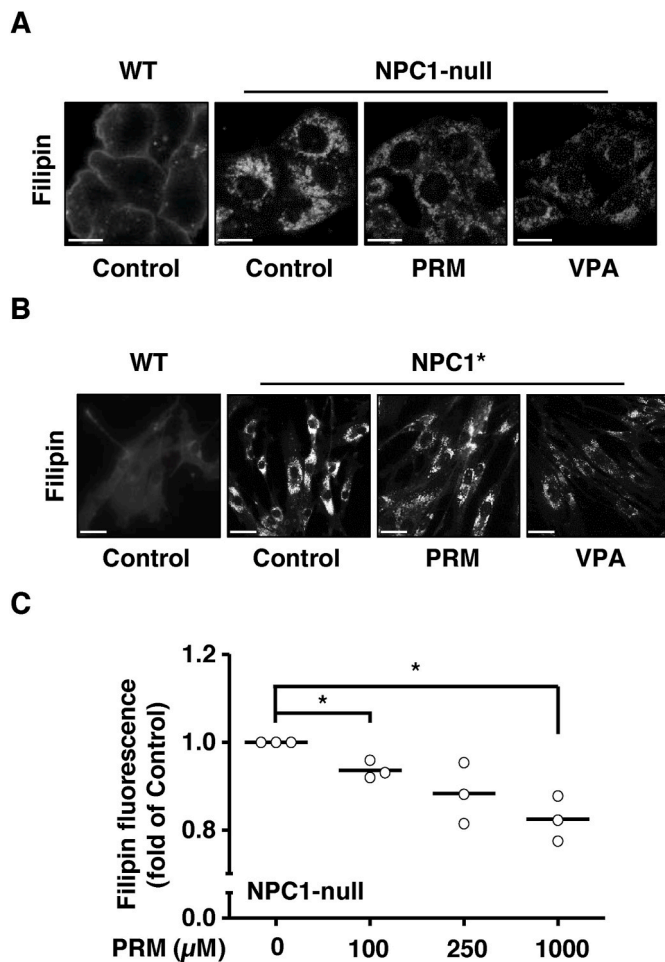 A
WT NPC1-null
Filipin
Control Control PRM VPA
B
WT NPC1*
Filipin
Control Control PRM VPA
C
Filipin fluorescence
(fold of Control)
1.2
*
*
1.0
0.8
NPC1-null
0.0
PRM (µM) 0 100 250 1000